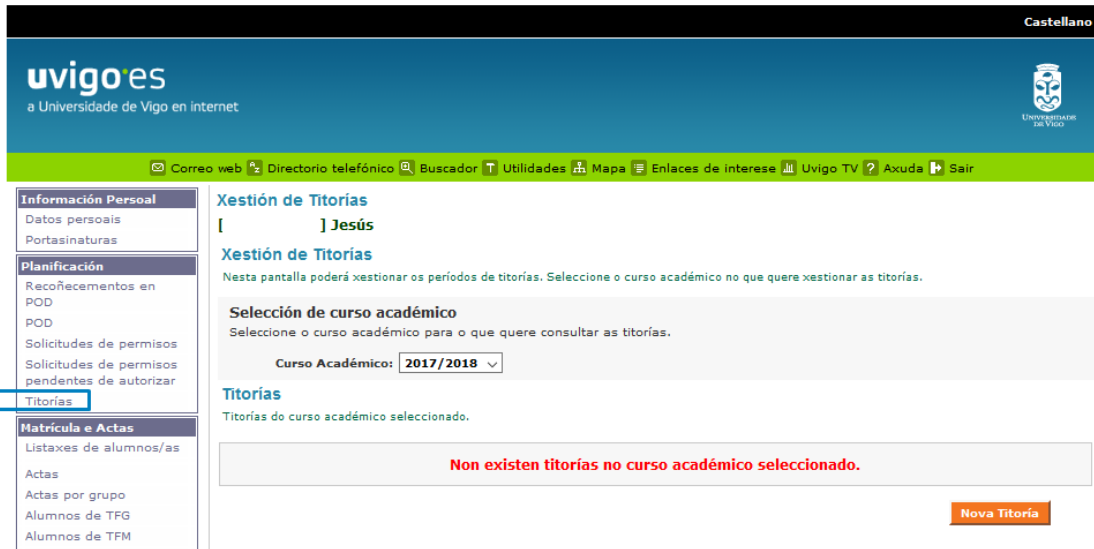 Castellano
uvigo·es
a Universidade de Vigo en internet
UNIVERSIDADE
DE VIGO
Correo web Directorio telefónico Buscador Utilidades Mapa Enlaces de interese Uvigo TV Axuda Sair
Información Persoal
Datos persoais
Portasinaturas
Planificación
Recoñecementos en
POD
POD
Solicitudes de permisos
Solicitudes de permisos
pendentes de autorizar
Titorías
Matrícula e Actas
Listaxes de alumnos/as
Actas
Actas por grupo
Alumnos de TFG
Alumnos de TFM
Xestión de Titorías
[ ] Jesús
Xestión de Titorías
Nesta pantalla poderá xestionar os períodos de titorías. Seleccione o curso académico no que quere xestionar as titorías.
Selección de curso académico
Seleccione o curso académico para o que quere consultar as titorías.
Curso Académico: 2017/2018
Titorías
Titorías do curso académico seleccionado.
Non existen titorías no curso académico seleccionado.
Nova Titoría